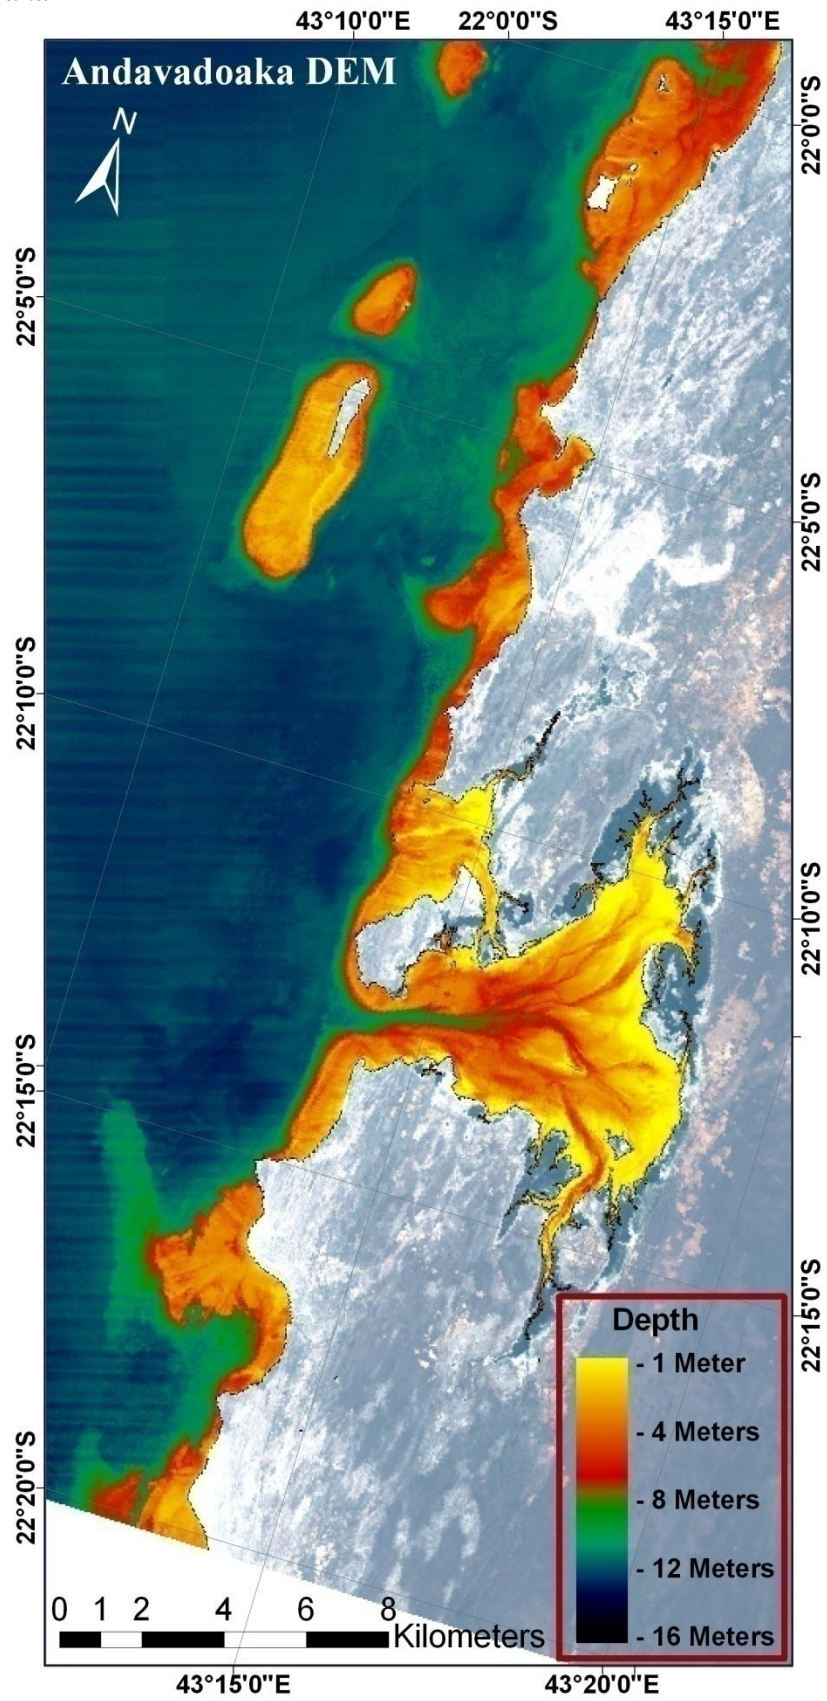 43°10'0"E 22°0'0"S 43°15'0"E
Andavadoaka DEM
N
22°0'0"S
22°5'0"S
22°5'0"S
22°10'0"S
22°10'0"S
22°15'0"S
22°15'0"S
22°20'0"S
Depth
- 1 Meter
- 4 Meters
- 8 Meters
- 12 Meters
- 16 Meters
0 1 2 4 6 8
Kilometers
43°15'0"E 43°20'0"E